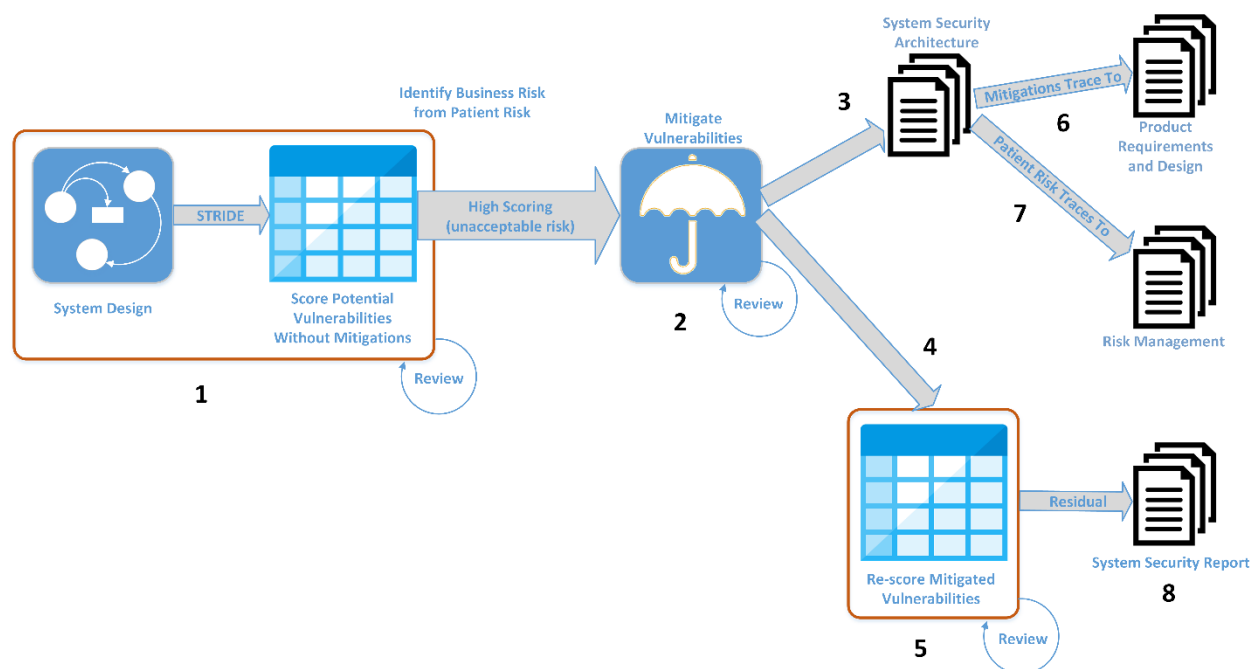 System Security
Architecture
Mitigations Trace To
6
Product
Requirements
and Design
3
Patient Risk Traces To
7
Risk Management
Identify Business Risk
from Patient Risk
Mitigate
Vulnerabilities
STRIDE
High Scoring
(unacceptable risk)
System Design
Score Potential
Vulnerabilities
Without Mitigations
Review
1
Review
2
4
Re-score Mitigated
Vulnerabilities
Review
5
Residual
System Security Report
8